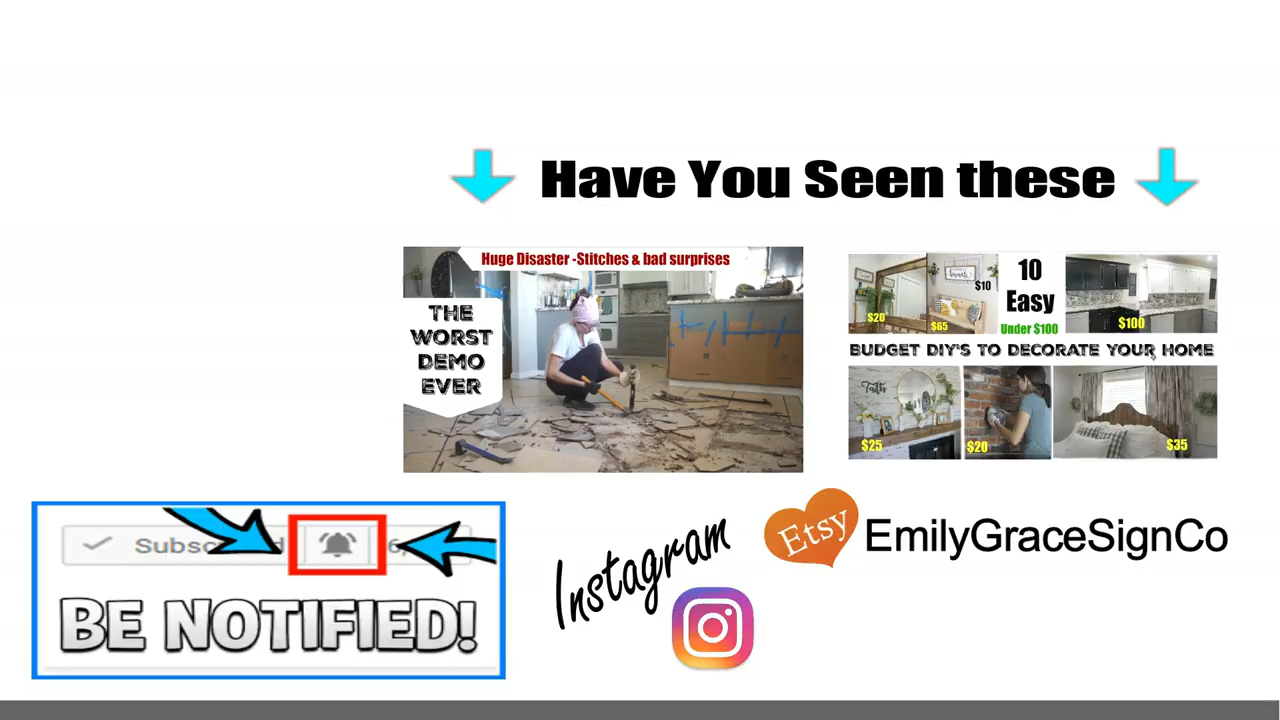 Have You Seen these
Huge Disaster -Stitches & bad surprises
THE
WORST
DEMO
EVER
$10
$20
$65
10
Easy
Under $100
$100
BUDGET DIY'S TO DECORATE YOUR HOME
Faith
$25
$20
$35
BE NOTIFIED!
Instagram
Etsy
EmilyGraceSignCo